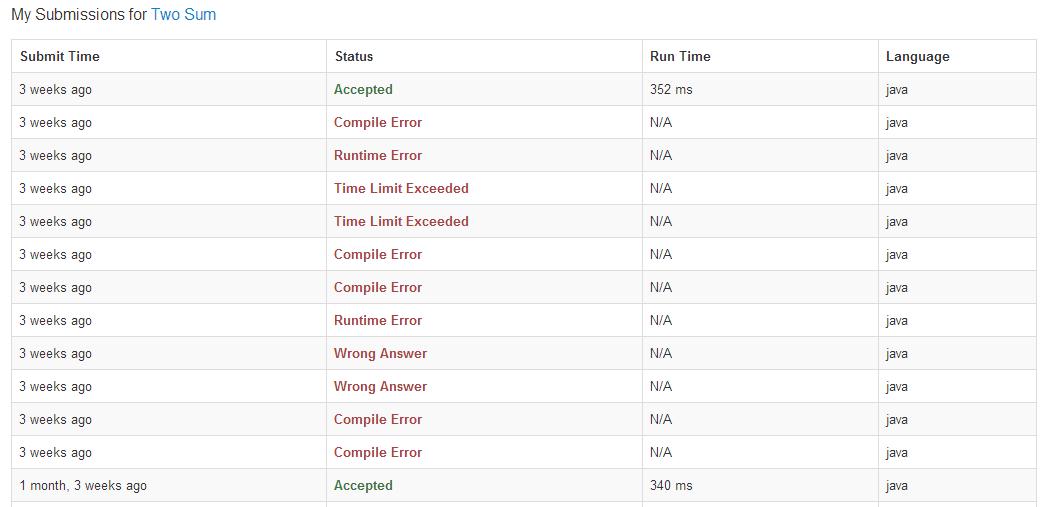 My Submissions for Two Sum
Submit Time Status Run Time Language
3 weeks ago Accepted 352 ms java
3 weeks ago Compile Error N/A java
3 weeks ago Runtime Error N/A java
3 weeks ago Time Limit Exceeded N/A java
3 weeks ago Time Limit Exceeded N/A java
3 weeks ago Compile Error N/A java
3 weeks ago Compile Error N/A java
3 weeks ago Runtime Error N/A java
3 weeks ago Wrong Answer N/A java
3 weeks ago Wrong Answer N/A java
3 weeks ago Compile Error N/A java
3 weeks ago Compile Error N/A java
1 month, 3 weeks ago Accepted 340 ms java